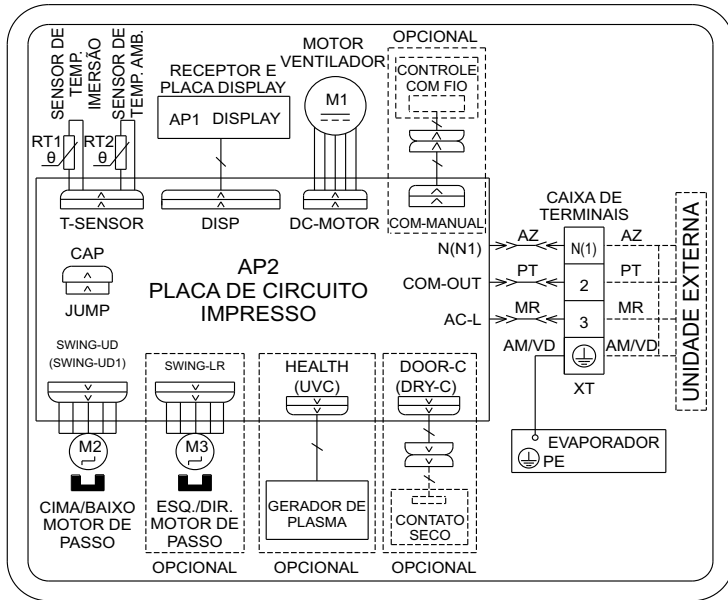 SENSOR DE
TEMP.
IMERSÃO
SENSOR DE
TEMP. AMB.
RT1
θ
RT2
θ
RECEPTOR E
PLACA DISPLAY
AP1 DISPLAY
MOTOR
VENTILADOR
M1
OPCIONAL
CONTROLE
COM FIO
T-SENSOR
DISP
DC-MOTOR
COM-MANUAL
CAP
JUMP
AP2
PLACA DE CIRCUITO
IMPRESSO
N(N1)
COM-OUT
AC-L
AZ
PT
MR
AM/VD
CAIXA DE
TERMINAIS
N(1)
2
3
XT
AZ
PT
MR
AM/VD
UNIDADE EXTERNA
EVAPORADOR
PE
SWING-UD
(SWING-UD1)
M2
CIMA/BAIXO
MOTOR DE
PASSO
SWING-LR
M3
ESQ./DIR.
MOTOR DE
PASSO
OPCIONAL
HEALTH
(UVC)
GERADOR DE
PLASMA
OPCIONAL
DOOR-C
(DRY-C)
CONTATO
SECO
OPCIONAL